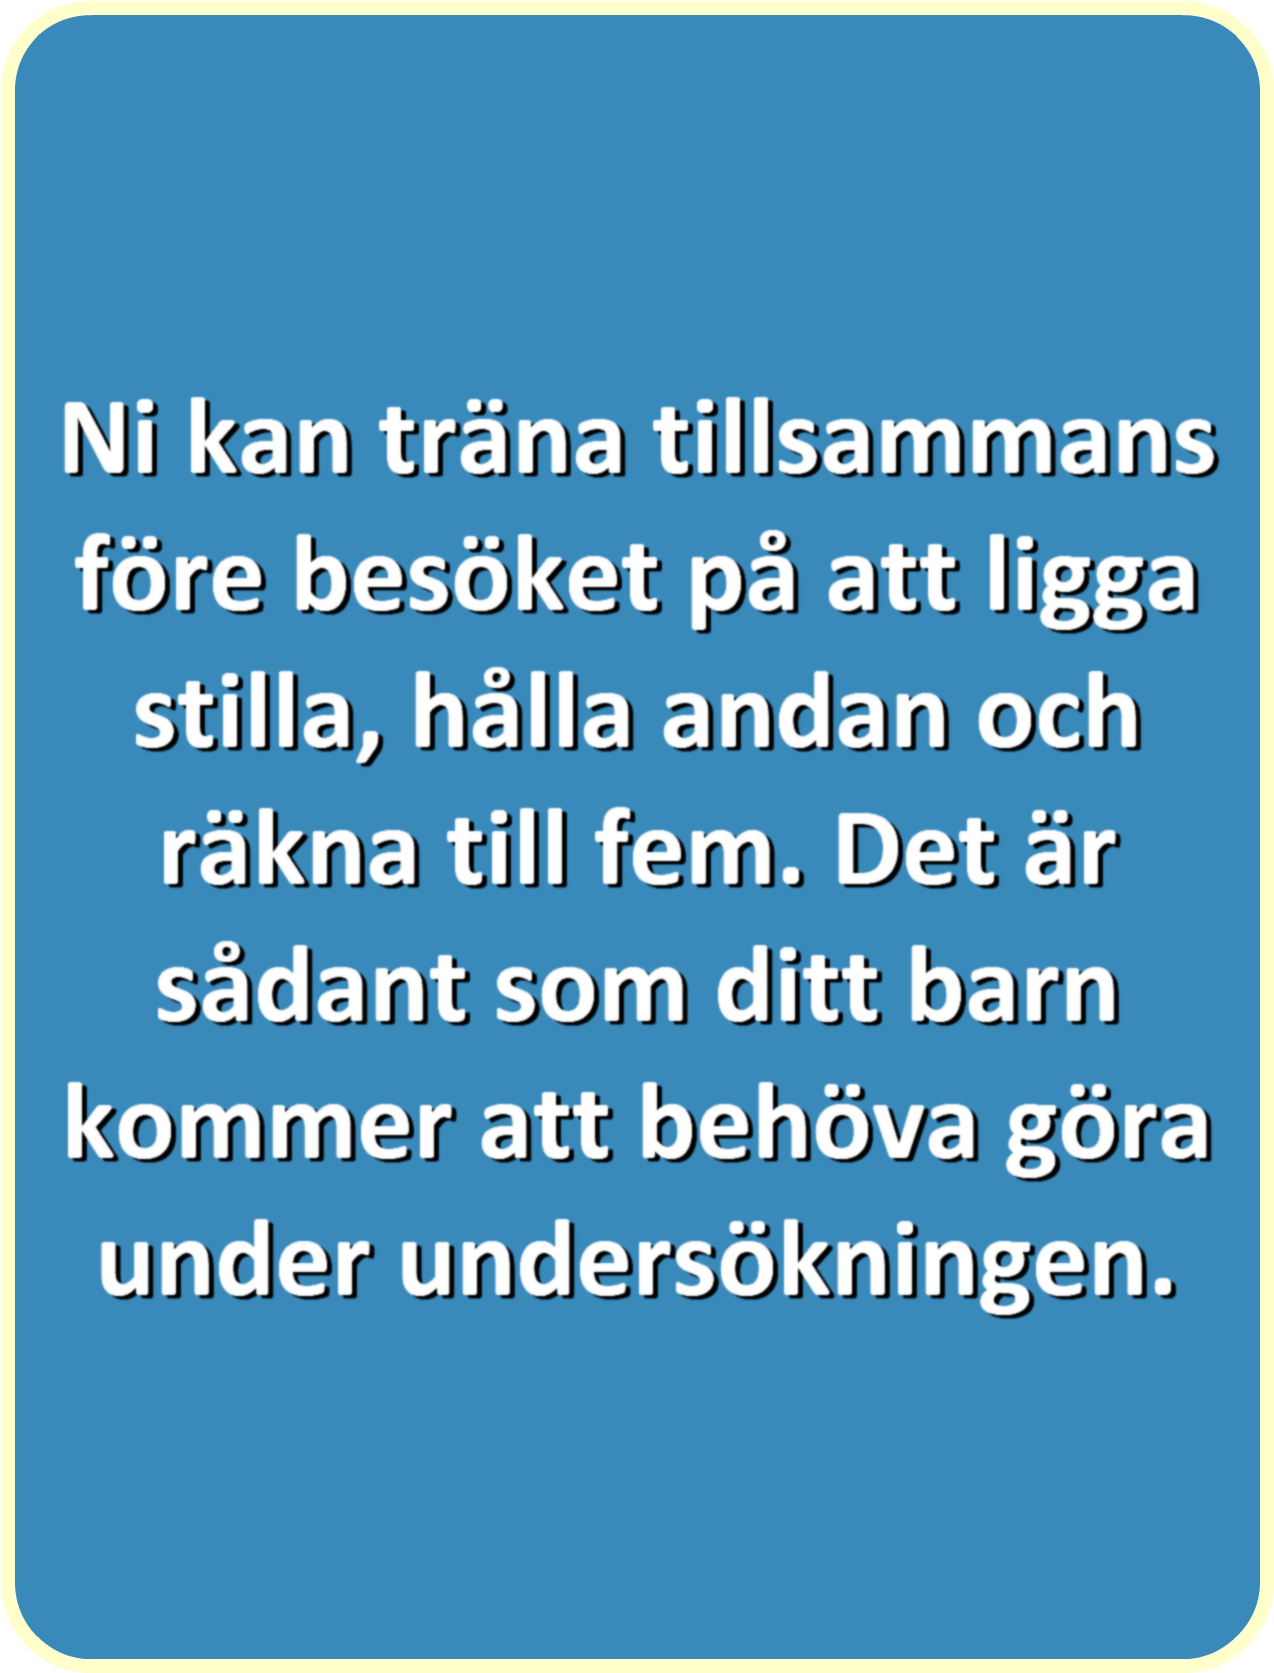 Ni kan träna tillsammans
före besöket på att ligga
stilla, hålla andan och
räkna till fem. Det är
sådant som ditt barn
kommer att behöva göra
under undersökningen.